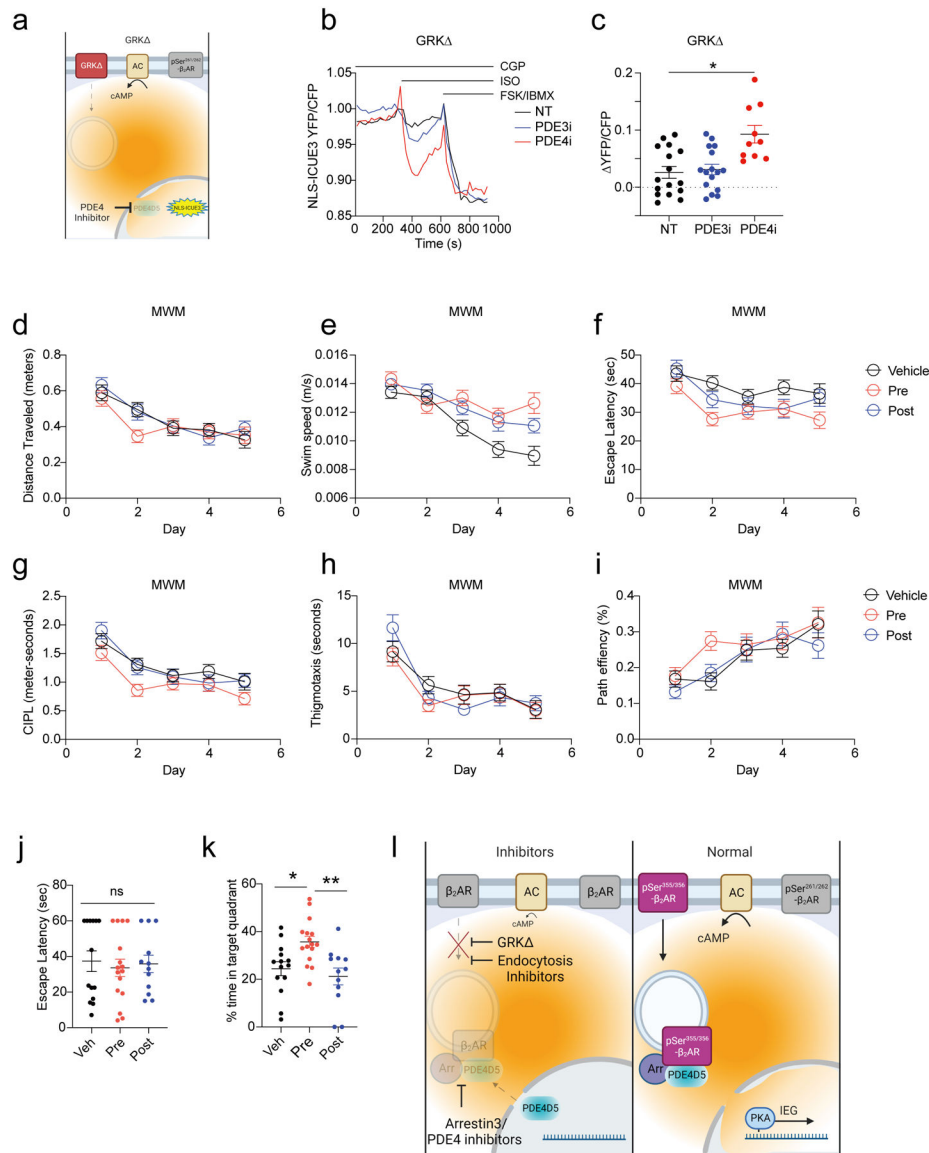 a
GRKΔ
GRKΔ
AC
pSer261/262
-β2AR
cAMP
PDE4
Inhibitor
PDE4D5
NLS-ICUE3
b
GRKΔ
1.05
1.00
0.95
0.90
0.85
NLS-ICUE3 YFP/CFP
CGP
ISO
FSK/IBMX
NT
PDE3i
PDE4i
0 200 400 600 800 1000
Time (s)
c
GRKΔ
*
0.2
0.1
0.0
ΔYFP/CFP
NT PDE3i PDE4i
d
MWM
Distance Traveled (meters)
0.8
0.6
0.4
0.2
0.0
0 2 4 6
Day
e
MWM
Swim speed (m/s)
0.016
0.014
0.012
0.010
0.008
0.006
0 2 4 6
Day
f
MWM
Escape Latency (sec)
50
40
30
20
10
0
0 2 4 6
Day
Vehicle
Pre
Post
g
MWM
CIPL (meter-seconds)
2.5
2.0
1.5
1.0
0.5
0.0
0 2 4 6
Day
h
MWM
Thigmotaxis (seconds)
15
10
5
0
0 2 4 6
Day
i
MWM
Path effiency (%)
0.4
0.3
0.2
0.1
0.0
0 2 4 6
Day
Vehicle
Pre
Post
j
Escape Latency (sec)
80
60
40
20
0
ns
Veh Pre Post
k
% time in target quadrant
60
40
20
0
* **
Veh Pre Post
l
Inhibitors
β2AR
AC
β2AR
cAMP
GRKΔ
Endocytosis
Inhibitors
β2AR
Arr
PDE4D5
PDE4D5
Arrestin3/
PDE4 inhibitors
Normal
pSer355/356
-β2AR
AC
pSer261/262
-β2AR
cAMP
pSer355/356
-β2AR
Arr
PDE4D5
PKA
IEG